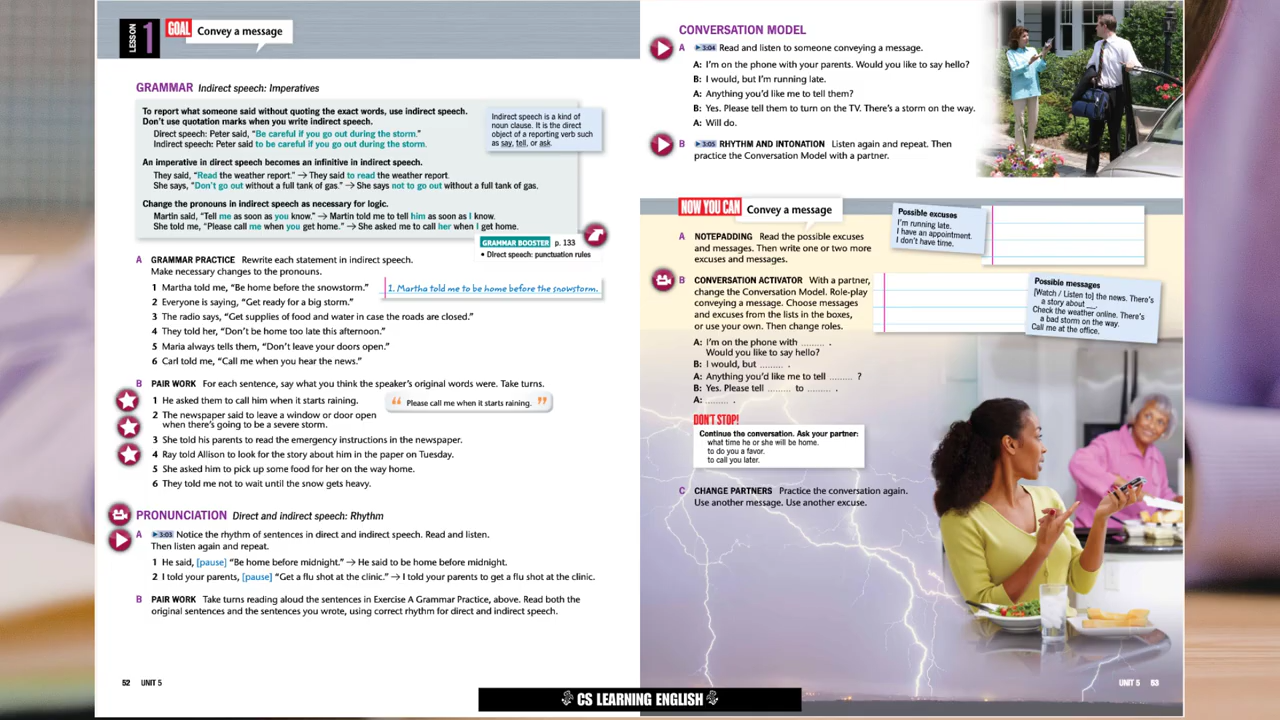 LESSON 1
GOAL Convey a message
GRAMMAR Indirect speech: Imperatives
To report what someone said without quoting the exact words, use indirect speech.
Don't use quotation marks when you write indirect speech.
Direct speech: Peter said, "Be careful if you go out during the storm."
Indirect speech: Peter said to be careful if you go out during the storm.
An imperative in direct speech becomes an infinitive in indirect speech.
They said, "Read the weather report." → They said to read the weather report.
She says, "Don't go out without a full tank of gas." → She says not to go out without a full tank of gas.
Change the pronouns in indirect speech as necessary for logic.
Martin said, "Tell me as soon as you know." → Martin told me to tell him as soon as I know.
She told me, "Please call me when you get home." → She asked me to call her when I get home.
Indirect speech is a kind of
noun clause. It is the direct
object of a reporting verb such
as say, tell, or ask.
GRAMMAR BOOSTER p. 133
• Direct speech: punctuation rules
A GRAMMAR PRACTICE Rewrite each statement in indirect speech.
Make necessary changes to the pronouns.
1 Martha told me, "Be home before the snowstorm."
1. Martha told me to be home before the snowstorm.
2 Everyone is saying, "Get ready for a big storm."
3 The radio says, "Get supplies of food and water in case the roads are closed."
4 They told her, "Don't be home too late this afternoon."
5 Maria always tells them, "Don't leave your doors open."
6 Carl told me, "Call me when you hear the news."
B PAIR WORK For each sentence, say what you think the speaker's original words were. Take turns.
1 He asked them to call him when it starts raining.
"Please call me when it starts raining."
2 The newspaper said to leave a window or door open
when there's going to be a severe storm.
3 She told his parents to read the emergency instructions in the newspaper.
4 Ray told Allison to look for the story about him in the paper on Tuesday.
5 She asked him to pick up some food for her on the way home.
6 They told me not to wait until the snow gets heavy.
PRONUNCIATION Direct and indirect speech: Rhythm
A 3:03 Notice the rhythm of sentences in direct and indirect speech. Read and listen.
Then listen again and repeat.
1 He said, [pause] "Be home before midnight." → He said to be home before midnight.
2 I told your parents, [pause] "Get a flu shot at the clinic." → I told your parents to get a flu shot at the clinic.
B PAIR WORK Take turns reading aloud the sentences in Exercise A Grammar Practice, above. Read both the
original sentences and the sentences you wrote, using correct rhythm for direct and indirect speech.
52 UNIT 5
CONVERSATION MODEL
A 3:04 Read and listen to someone conveying a message.
A: I'm on the phone with your parents. Would you like to say hello?
B: I would, but I'm running late.
A: Anything you'd like me to tell them?
B: Yes. Please tell them to turn on the TV. There's a storm on the way.
A: Will do.
B 3:05 RHYTHM AND INTONATION Listen again and repeat. Then
practice the Conversation Model with a partner.
NOW YOU CAN Convey a message
A NOTEPADDING Read the possible excuses
and messages. Then write one or two more
excuses and messages.
Possible excuses
I'm running late.
I have an appointment.
I don't have time.
B CONVERSATION ACTIVATOR With a partner,
change the Conversation Model. Role-play
conveying a message. Choose messages
and excuses from the lists in the boxes,
or use your own. Then change roles.
Possible messages
[Watch / Listen to] the news. There's
a story about __.
Check the weather online. There's
a bad storm on the way.
Call me at the office.
A: I'm on the phone with ......... .
Would you like to say hello?
B: I would, but ......... .
A: Anything you'd like me to tell ......... ?
B: Yes. Please tell ......... to ......... .
A: ......... .
DON'T STOP!
Continue the conversation. Ask your partner:
what time he or she will be home.
to do you a favor.
to call you later.
C CHANGE PARTNERS Practice the conversation again.
Use another message. Use another excuse.
UNIT 5 53
CS LEARNING ENGLISH